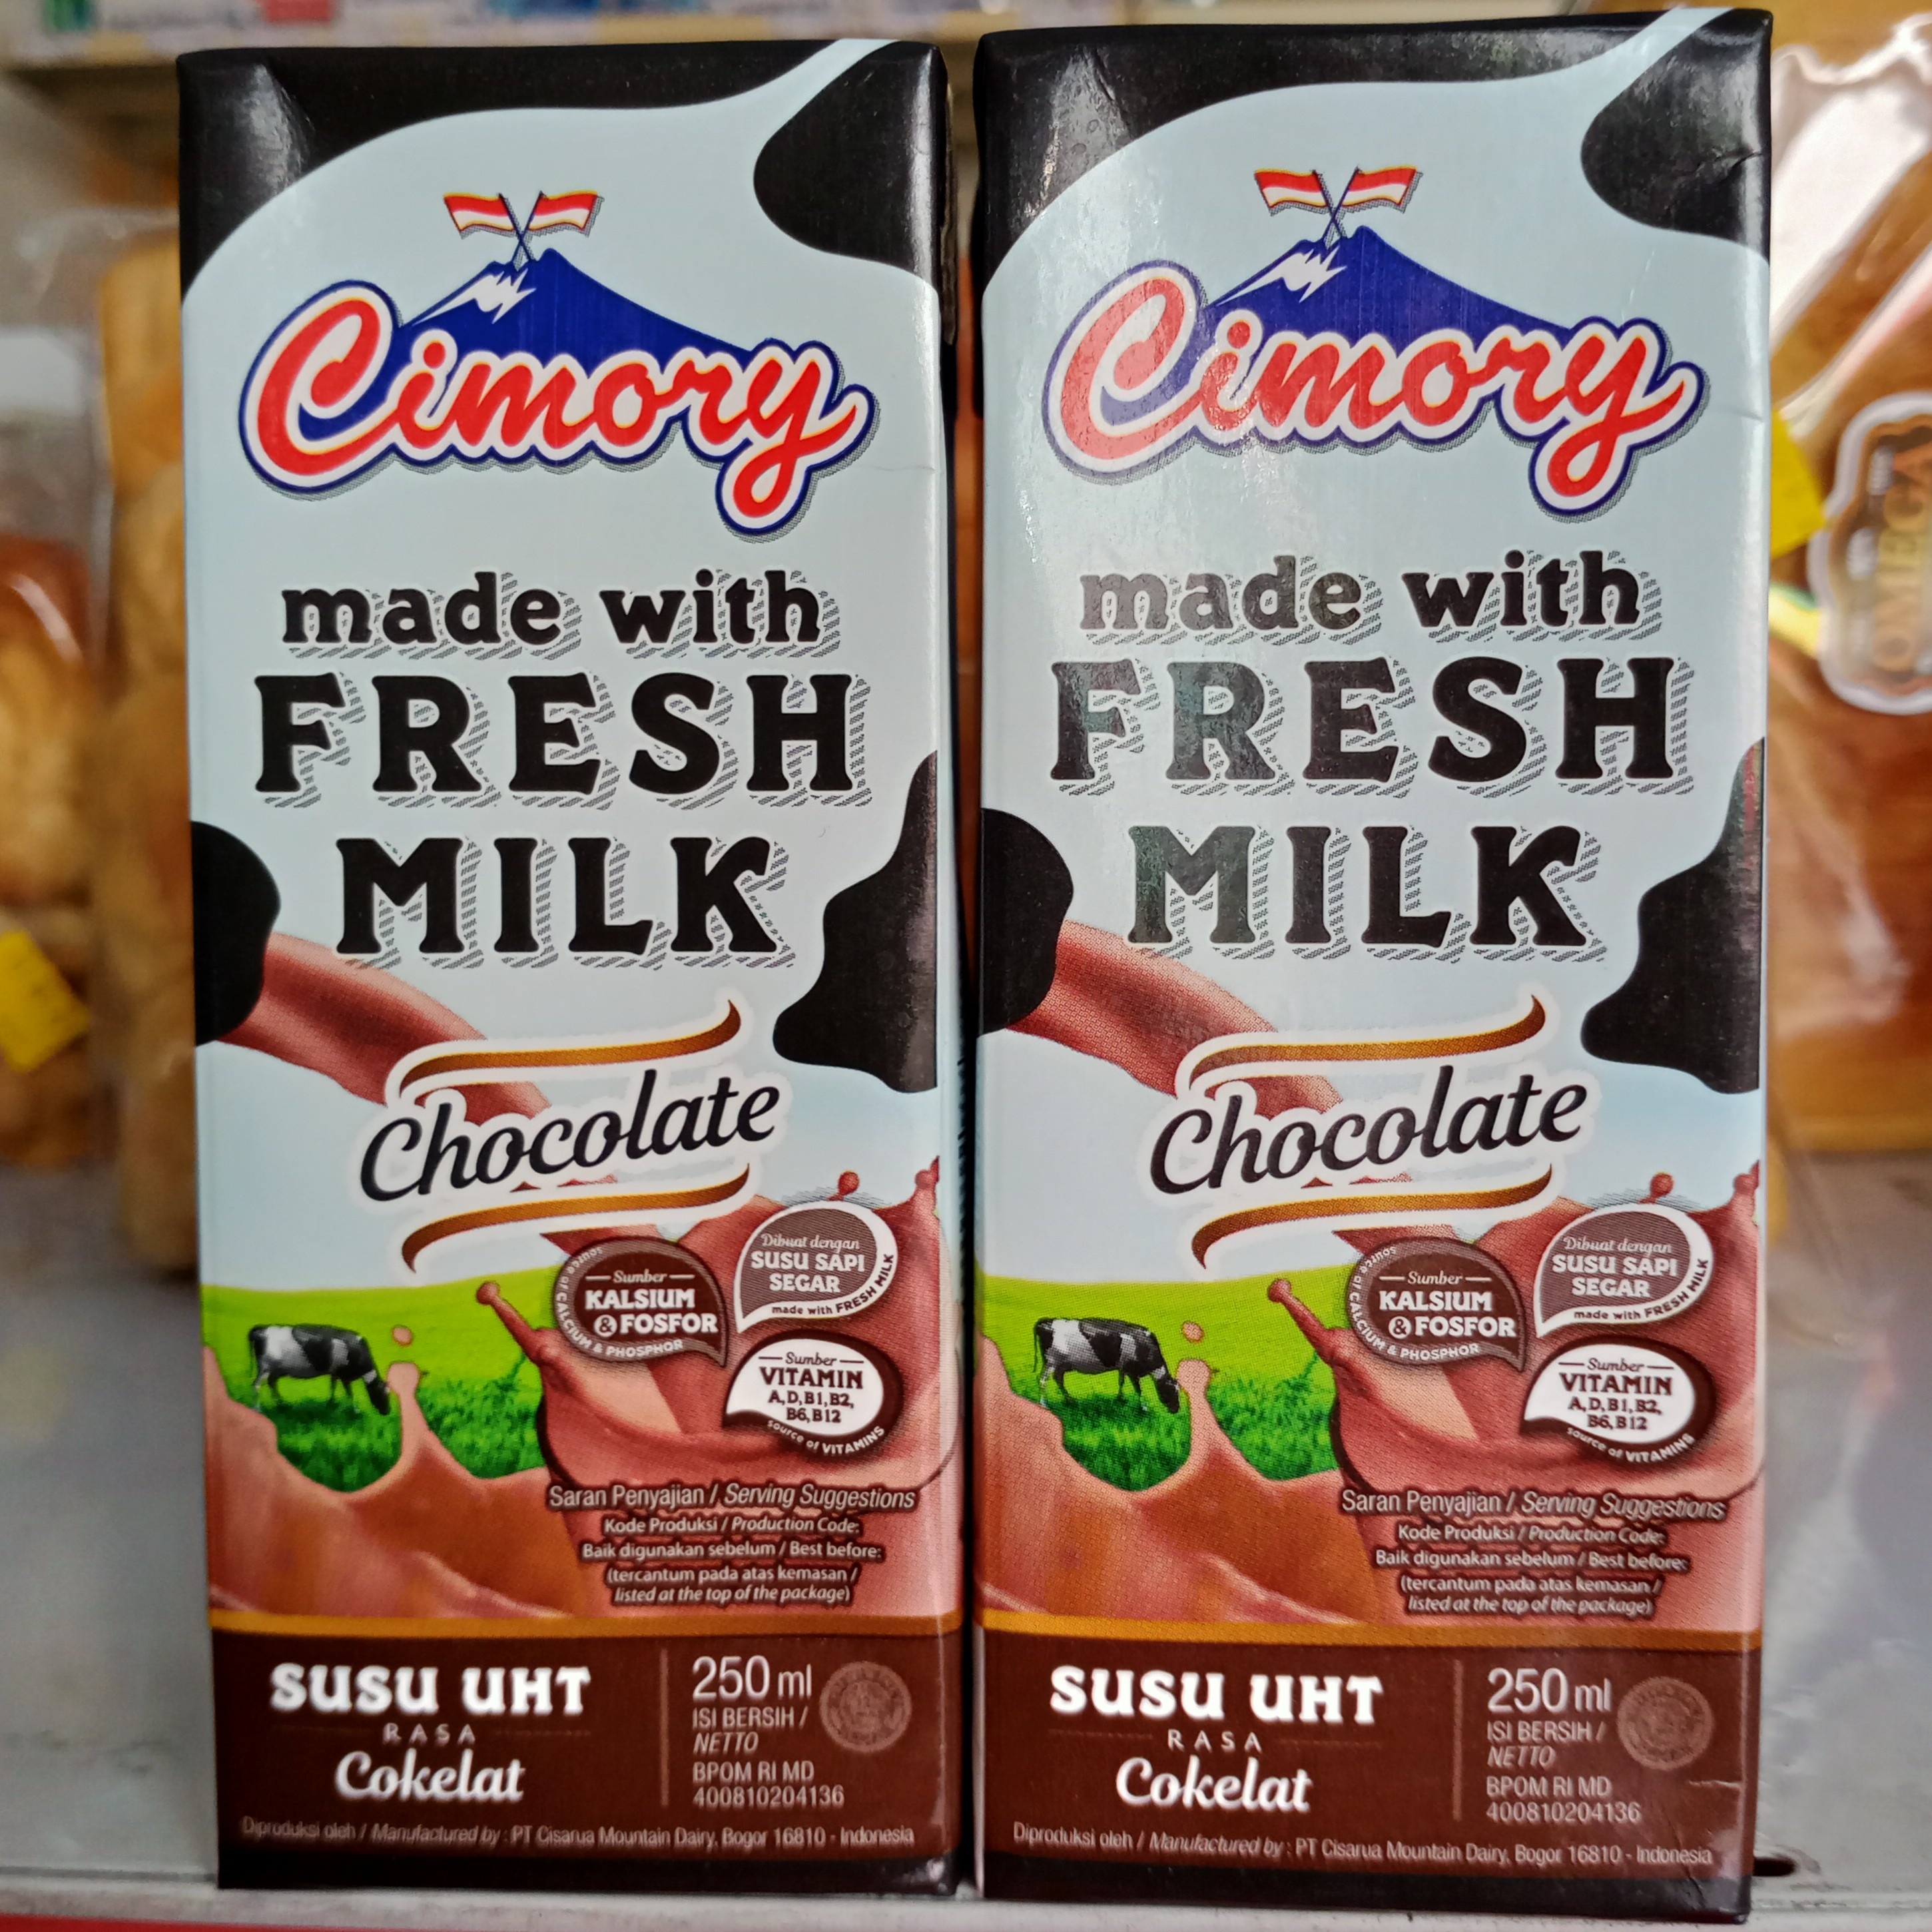 Cimory
made with
FRESH
MILK
Chocolate
Sumber
KALSIUM
& FOSFOR
source of CALCIUM & PHOSPHOR
Dibuat dengan
SUSU SAPI
SEGAR
made with FRESH MILK
Sumber
VITAMIN
A, D, B1, B2,
B6, B12
source of VITAMINS
Saran Penyajian / Serving Suggestions
Kode Produksi / Production Code:
Baik digunakan sebelum / Best before:
(tercantum pada atas kemasan /
listed at the top of the package)
SUSU UHT
RASA
Cokelat
250 ml
ISI BERSIH /
NETTO
BPOM RI MD
400810204136
Diproduksi oleh / Manufactured by : PT Cisarua Mountain Dairy, Bogor 16810 - Indonesia
Cimory
made with
FRESH
MILK
Chocolate
Sumber
KALSIUM
& FOSFOR
source of CALCIUM & PHOSPHOR
Dibuat dengan
SUSU SAPI
SEGAR
made with FRESH MILK
Sumber
VITAMIN
A, D, B1, B2,
B6, B12
source of VITAMINS
Saran Penyajian / Serving Suggestions
Kode Produksi / Production Code:
Baik digunakan sebelum / Best before:
(tercantum pada atas kemasan /
listed at the top of the package)
SUSU UHT
RASA
Cokelat
250 ml
ISI BERSIH /
NETTO
BPOM RI MD
400810204136
Diproduksi oleh / Manufactured by : PT Cisarua Mountain Dairy, Bogor 16810 - Indonesia